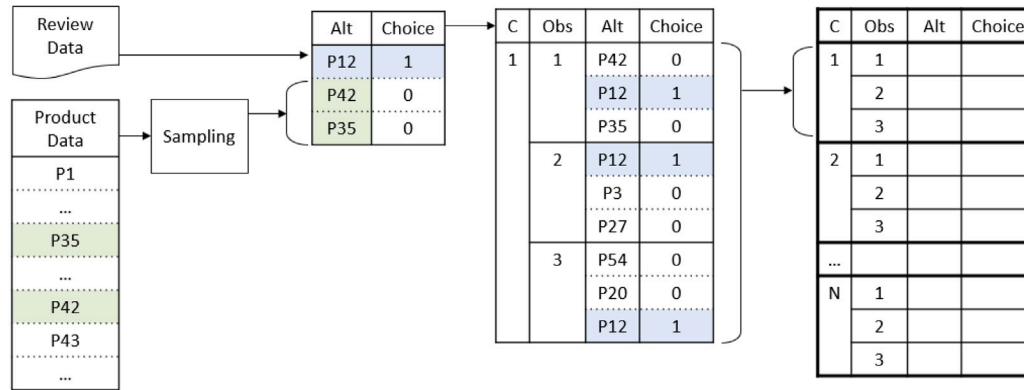 Review
Data
Product
Data
P1
...
P35
...
P42
P43
...
Sampling
Alt Choice
P12 1
P42 0
P35 0
C Obs Alt Choice
1 1 P42 0
P12 1
P35 0
2 P12 1
P3 0
P27 0
3 P54 0
P20 0
P12 1
C Obs Alt Choice
1 1
2
3
2 1
2
3
...
N 1
2
3